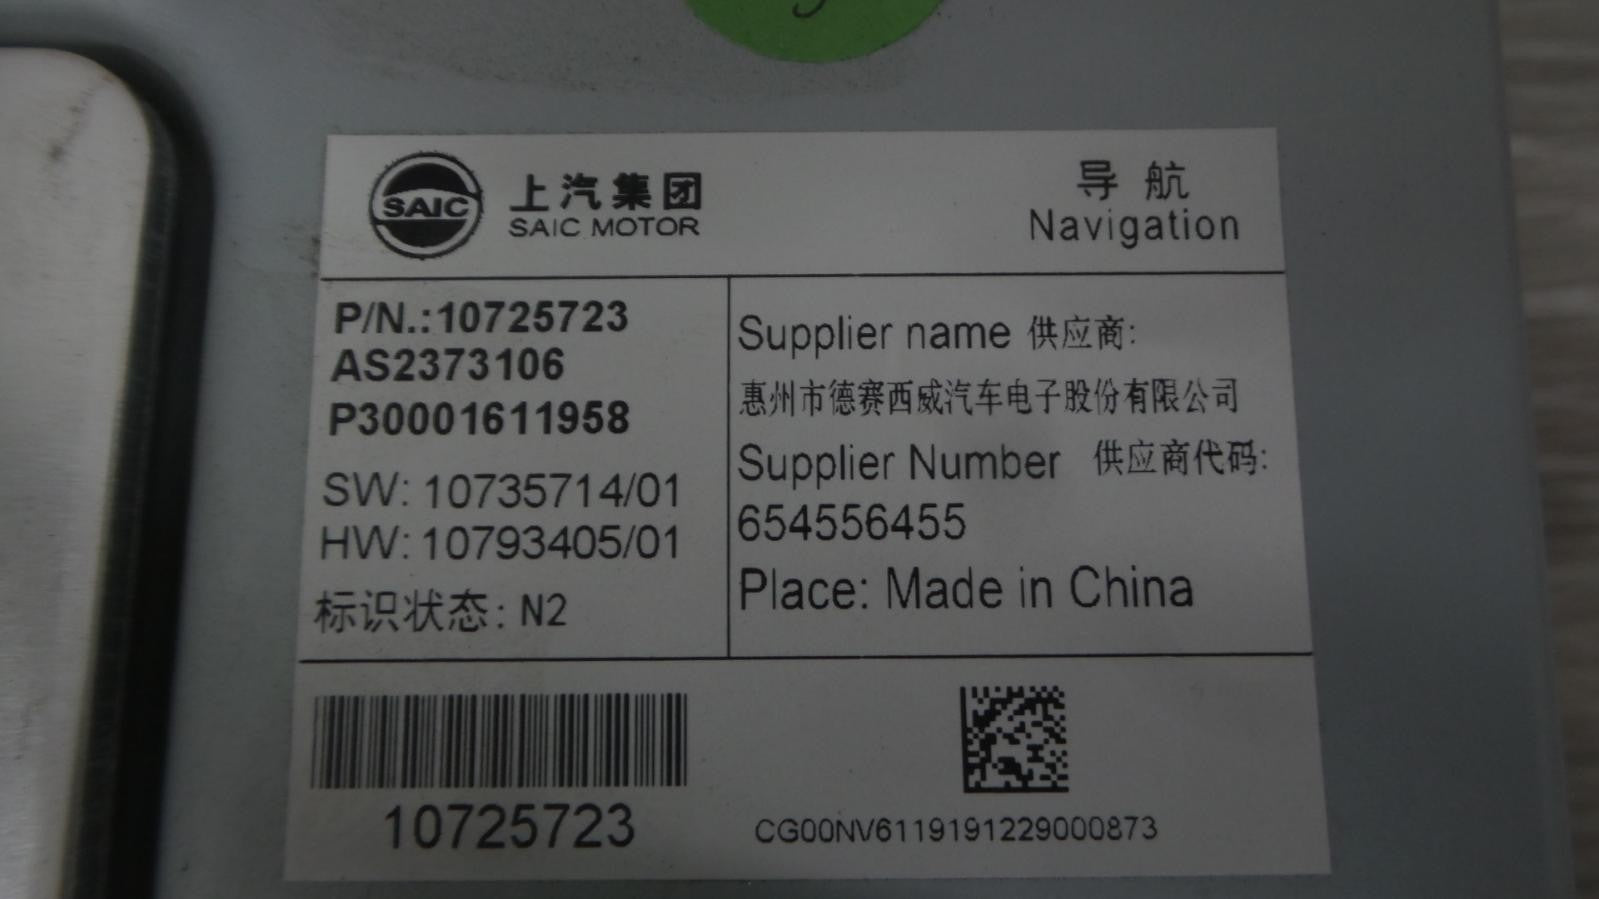 SAIC
上汽集团
SAIC MOTOR
导航
Navigation
P/N.:10725723
AS2373106
P30001611958
SW: 10735714/01
HW: 10793405/01
标识状态: N2
Supplier name 供应商:
惠州市德赛西威汽车电子股份有限公司
Supplier Number 供应商代码:
654556455
Place: Made in China
10725723
CG00NV6119191229000873